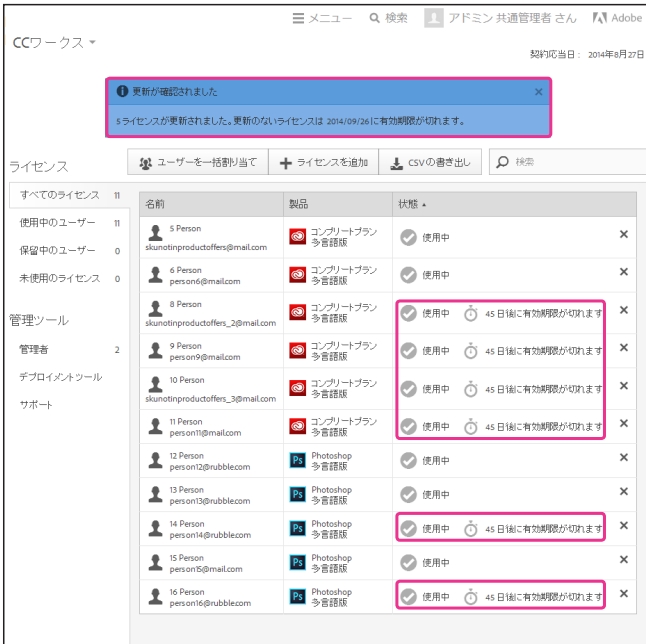 メニュー 検索 アドミン 共通管理者 さん Adobe
CCワークス
契約応当日： 2014年8月27日
更新が確認されました ×
5ライセンスが更新されました。更新のないライセンスは 2014/09/26に有効期限が切れます。
ライセンス
ユーザーを一括割り当て ライセンスを追加 CSVの書き出し 検索
すべてのライセンス 11
使用中のユーザー 11
保留中のユーザー 0
未使用のライセンス 0
管理ツール
管理者 2
デプロイメントツール
サポート
名前 製品 状態
5 Person
skunotinproductoffers@mail.com
コンプリートプラン
多言語版
使用中 ×
6 Person
person6@mail.com
コンプリートプラン
多言語版
使用中 ×
8 Person
skunotinproductoffers_2@mail.com
コンプリートプラン
多言語版
使用中 45 日後に有効期限が切れます ×
9 Person
person9@mail.com
コンプリートプラン
多言語版
使用中 45 日後に有効期限が切れます ×
10 Person
skunotinproductoffers_3@mail.com
コンプリートプラン
多言語版
使用中 45 日後に有効期限が切れます ×
11 Person
person11@mail.com
コンプリートプラン
多言語版
使用中 45 日後に有効期限が切れます ×
12 Person
person12@rubble.com
Ps Photoshop
多言語版
使用中 ×
13 Person
person13@rubble.com
Ps Photoshop
多言語版
使用中 ×
14 Person
person14@rubble.com
Ps Photoshop
多言語版
使用中 45 日後に有効期限が切れます ×
15 Person
person15@mail.com
Ps Photoshop
多言語版
使用中 ×
16 Person
person16@rubble.com
Ps Photoshop
多言語版
使用中 45 日後に有効期限が切れます ×